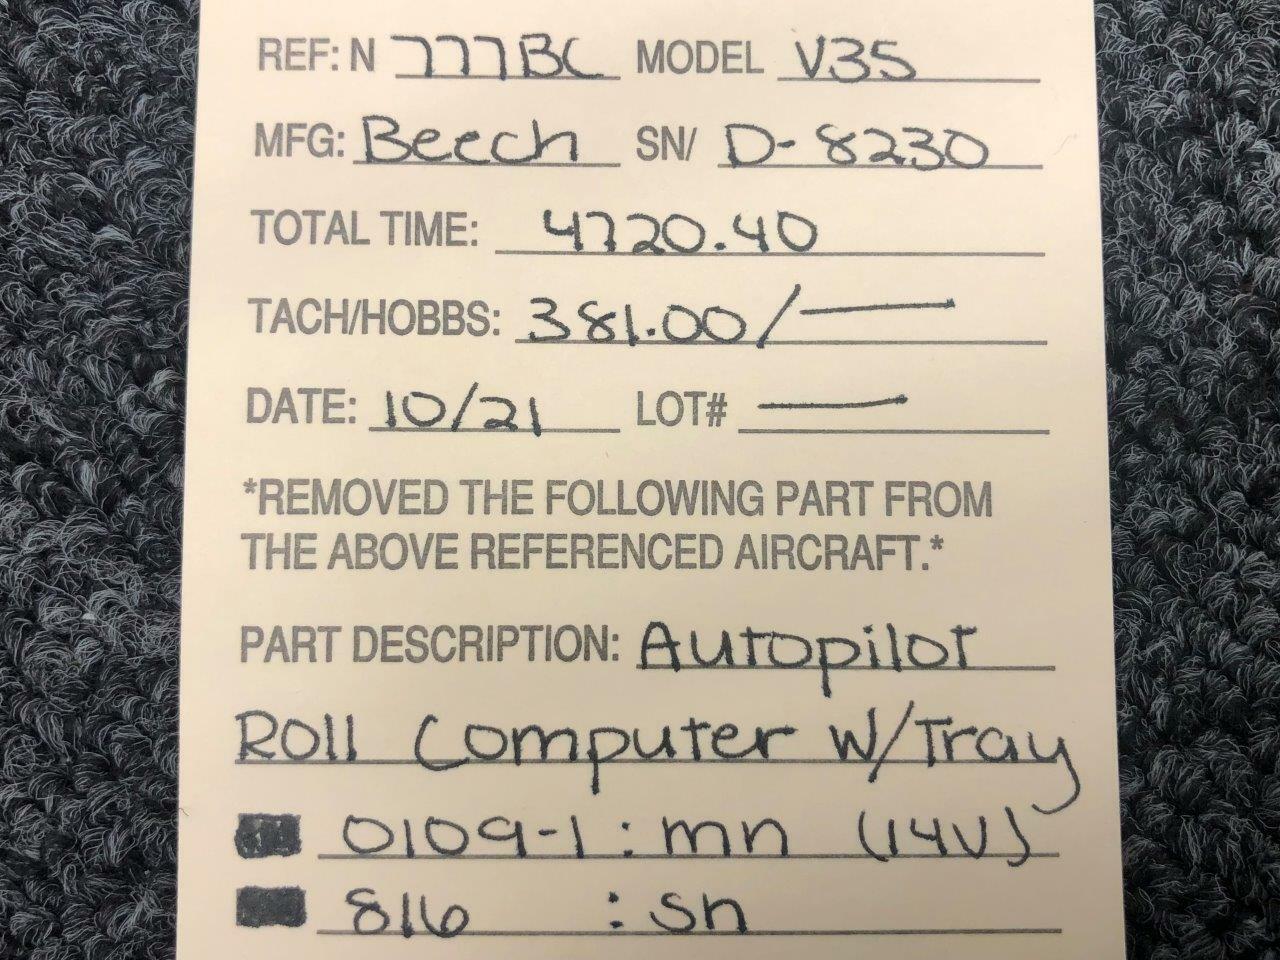 REF: N 777BC MODEL V35
MFG: Beech SN/ D-8230
TOTAL TIME: 4720.40
TACH/HOBBS: 381.00/—
DATE: 10/21 LOT# —
*REMOVED THE FOLLOWING PART FROM
THE ABOVE REFERENCED AIRCRAFT.*
PART DESCRIPTION: Autopilot
Roll Computer W/Tray
0109-1 : mn (14V)
816 : sn